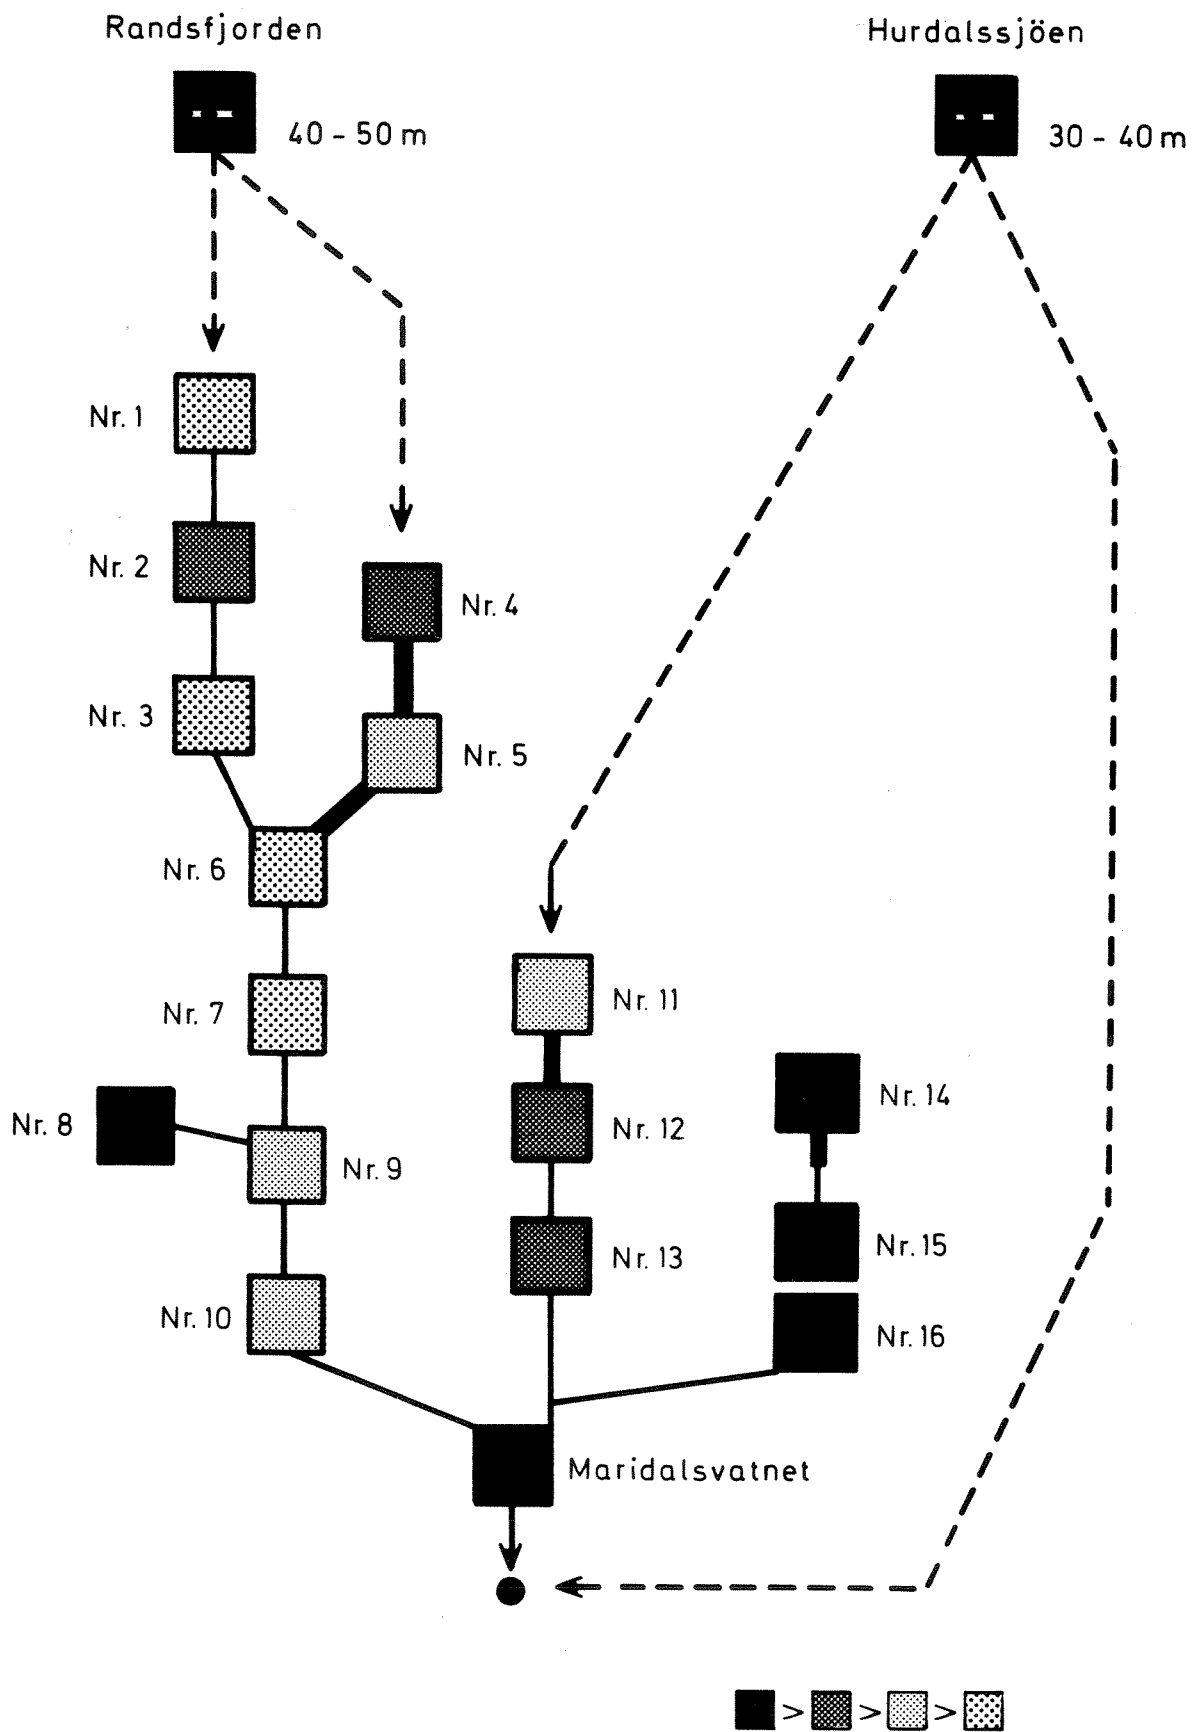 Randsfjorden
Hurdalssjöen
40 - 50 m
30 - 40 m
Nr. 1
Nr. 2
Nr. 4
Nr. 3
Nr. 5
Nr. 6
Nr. 11
Nr. 7
Nr. 14
Nr. 8
Nr. 12
Nr. 9
Nr. 15
Nr. 13
Nr. 10
Nr. 16
Maridalsvatnet
> > >